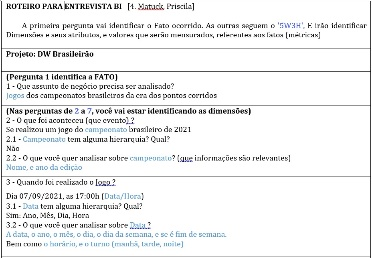 ROTEIRO PARA ENTREVISTA BI [4. Matuck, Priscila]
A primeira pergunta vai identificar o Fato ocorrido. As outras seguem o '5W3H', E irão identificar
Dimensões e seus atributos, e valores que serão mensurados, referentes aos fatos (métricas)
Projeto: DW Brasileirão
(Pergunta 1 identifica a FATO)
1 - Que assunto de negócio precisa ser analisado?
Jogos dos campeonatos brasileiros da era dos pontos corridos
(Nas perguntas de 2 a 7, você vai estar identificando as dimensões)
2 - O que foi aconteceu (que evento) ?
Se realizou um jogo do campeonato brasileiro de 2021
2.1 - Campeonato tem alguma hierarquia? Qual?
Não
2.2 - O que você quer analisar sobre campeonato? (que informações são relevantes)
Nome, e ano da edição
3 - Quando foi realizado o Jogo ?
Dia 07/09/2021, as 17:00h (Data/Hora)
3.1 - Data tem alguma hierarquia? Qual?
Sim: Ano, Mês, Dia, Hora
3.2 - O que você quer analisar sobre Data ?
A data, o ano, o mês, o dia, o dia da semana, e se é fim de semana.
Bem como o horário, e o turno (manhã, tarde, noite)